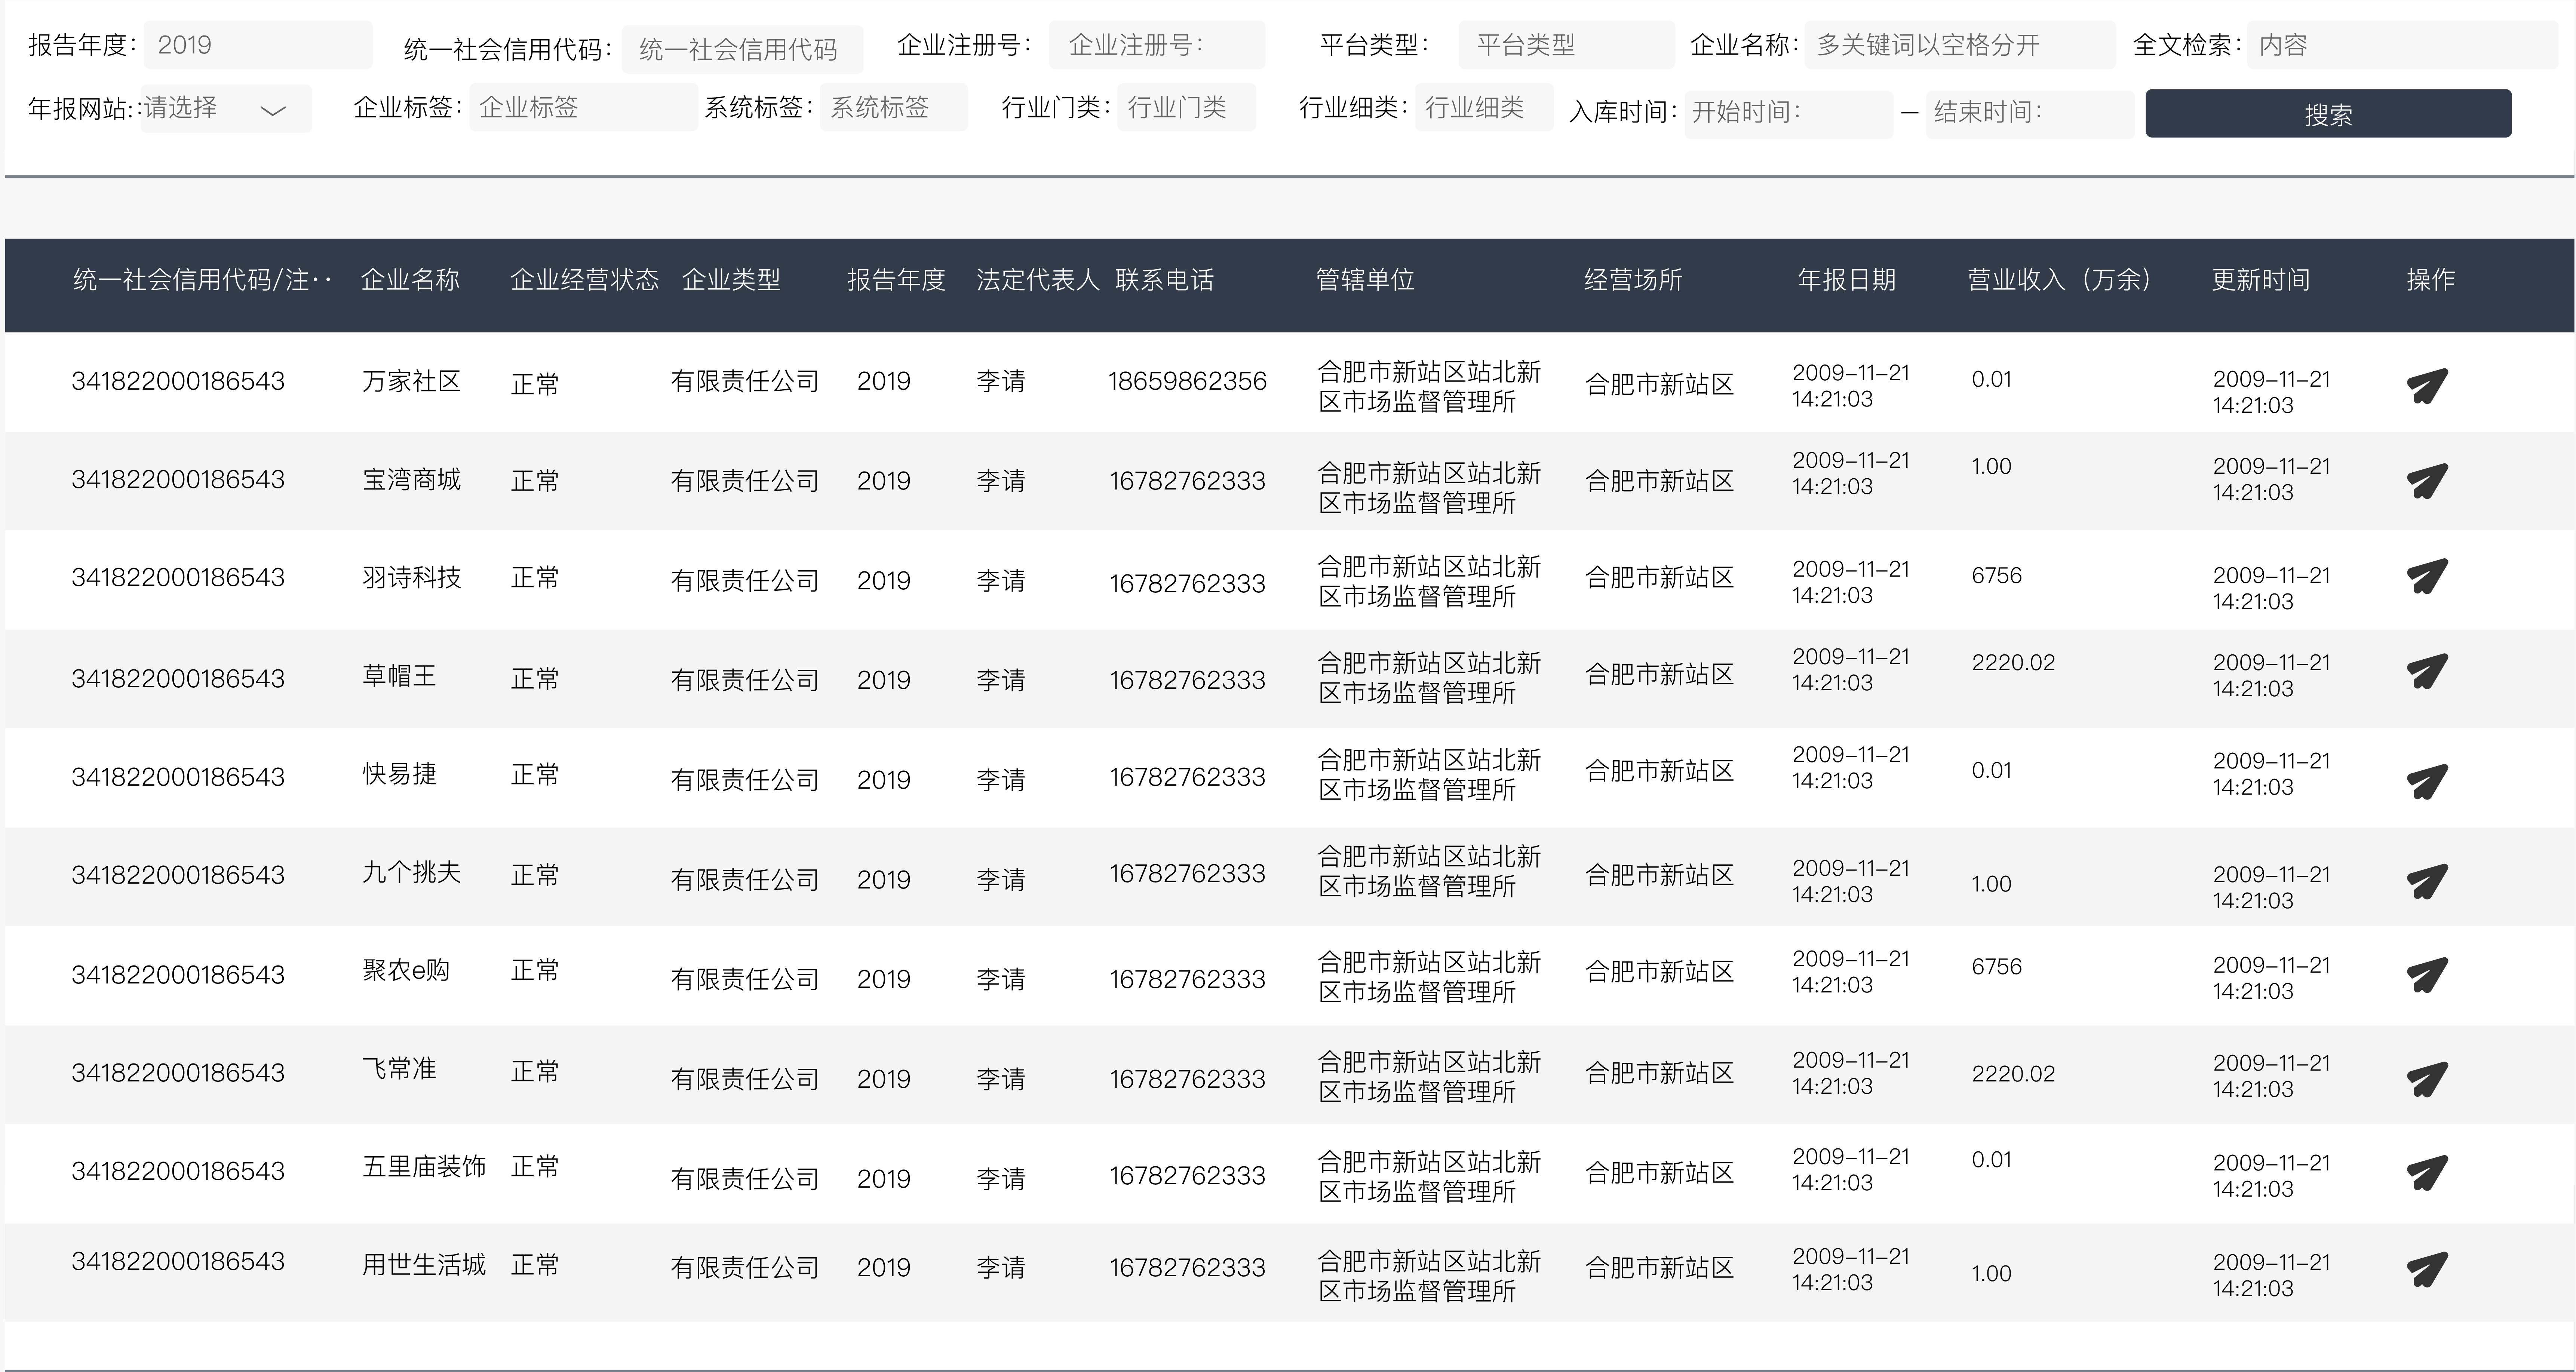 报告年度： 2019 统一社会信用代码： 统一社会信用代码 企业注册号： 企业注册号： 平台类型： 平台类型 企业名称： 多关键词以空格分开 全文检索： 内容
年报网站：: 请选择 企业标签： 企业标签 系统标签： 系统标签 行业门类： 行业门类 行业细类： 行业细类 入库时间： 开始时间： – 结束时间： 搜索
统一社会信用代码/注·· 企业名称 企业经营状态 企业类型 报告年度 法定代表人 联系电话 管辖单位 经营场所 年报日期 营业收入（万余） 更新时间 操作
341822000186543 万家社区 正常 有限责任公司 2019 李请 18659862356 合肥市新站区站北新 合肥市新站区 2009-11-21 0.01 2009-11-21
区市场监督管理所 14:21:03 14:21:03
341822000186543 宝湾商城 正常 有限责任公司 2019 李请 16782762333 合肥市新站区站北新 合肥市新站区 2009-11-21 1.00 2009-11-21
区市场监督管理所 14:21:03 14:21:03
341822000186543 羽诗科技 正常 有限责任公司 2019 李请 16782762333 合肥市新站区站北新 合肥市新站区 2009-11-21 6756 2009-11-21
区市场监督管理所 14:21:03 14:21:03
341822000186543 草帽王 正常 有限责任公司 2019 李请 16782762333 合肥市新站区站北新 合肥市新站区 2009-11-21 2220.02 2009-11-21
区市场监督管理所 14:21:03 14:21:03
341822000186543 快易捷 正常 有限责任公司 2019 李请 16782762333 合肥市新站区站北新 合肥市新站区 2009-11-21 0.01 2009-11-21
区市场监督管理所 14:21:03 14:21:03
341822000186543 九个挑夫 正常 有限责任公司 2019 李请 16782762333 合肥市新站区站北新 合肥市新站区 2009-11-21 1.00 2009-11-21
区市场监督管理所 14:21:03 14:21:03
341822000186543 聚农e购 正常 有限责任公司 2019 李请 16782762333 合肥市新站区站北新 合肥市新站区 2009-11-21 6756 2009-11-21
区市场监督管理所 14:21:03 14:21:03
341822000186543 飞常准 正常 有限责任公司 2019 李请 16782762333 合肥市新站区站北新 合肥市新站区 2009-11-21 2220.02 2009-11-21
区市场监督管理所 14:21:03 14:21:03
341822000186543 五里庙装饰 正常 有限责任公司 2019 李请 16782762333 合肥市新站区站北新 合肥市新站区 2009-11-21 0.01 2009-11-21
区市场监督管理所 14:21:03 14:21:03
341822000186543 用世生活城 正常 有限责任公司 2019 李请 16782762333 合肥市新站区站北新 合肥市新站区 2009-11-21 1.00 2009-11-21
区市场监督管理所 14:21:03 14:21:03